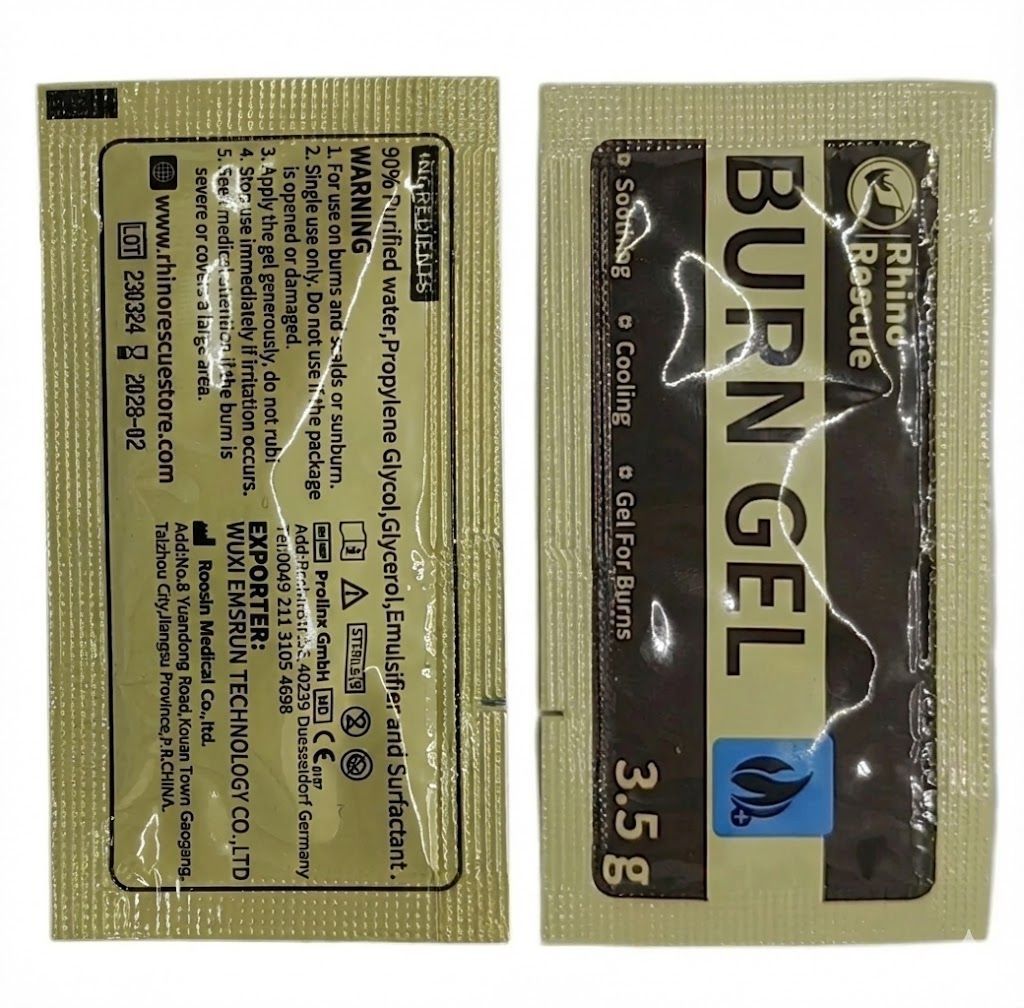 INGREDIENTS
90% Purified water,Propylene Glycol,Glycerol,Emulsifier and Surfactant.
WARNING
1. For use on burns and scalds or sunburn.
2. Single use only. Do not use if the package
is opened or damaged.
3. Apply the gel generously, do not rubi
4. Stop use immediately if irritation occurs.
5. Seek medical attention, if the burn is
severe or covers a large area.
www.rhinorescuestore.com
LOT 230324 2028-02
Prolinx GmbH MD CE
40239 Duesseldorf Germany
Tel:0049 211 3105 4698
EXPORTER:
WUXI EMSRUN TECHNOLOGY CO.,LTD
Roosin Medical Co., ltd.
Add:No.8 Yuandong Road,Kouan Town Gaogang,
Taizhou City,Jiangsu Province,P.R.CHINA.
Rhino
Rescue
BURN GEL
Soothing Cooling Gel For Burns
3.5g